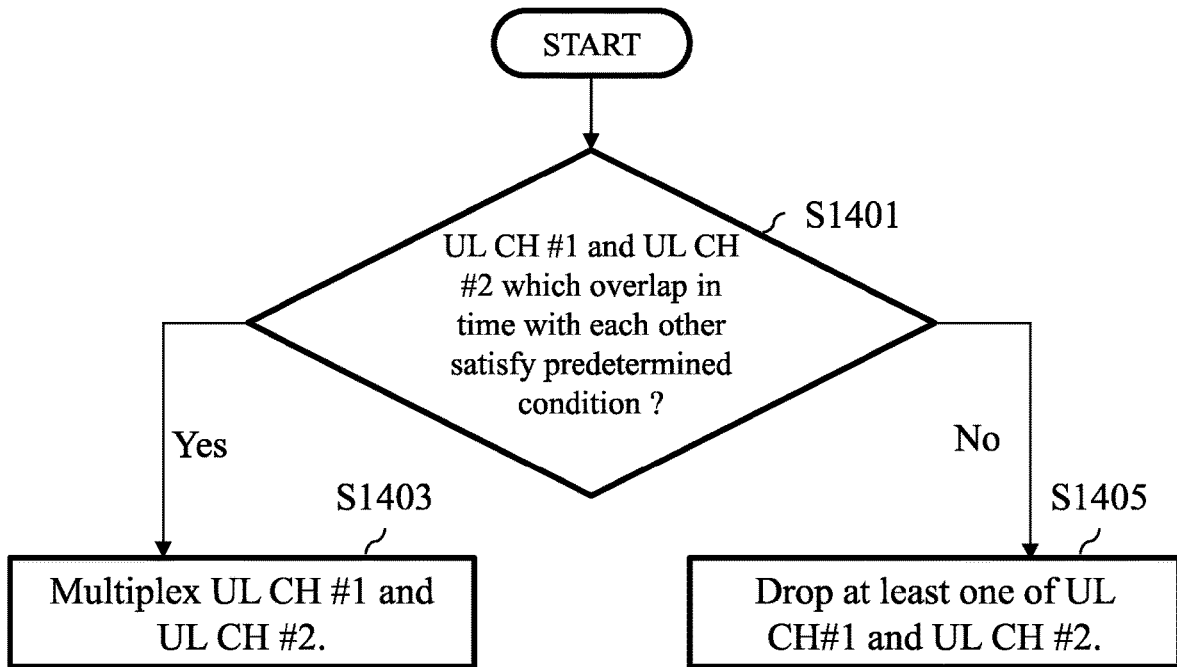 START
S1401
UL CH #1 and UL CH
#2 which overlap in
time with each other
satisfy predetermined
condition ?
Yes
No
S1403
S1405
Multiplex UL CH #1 and
UL CH #2.
Drop at least one of UL
CH#1 and UL CH #2.